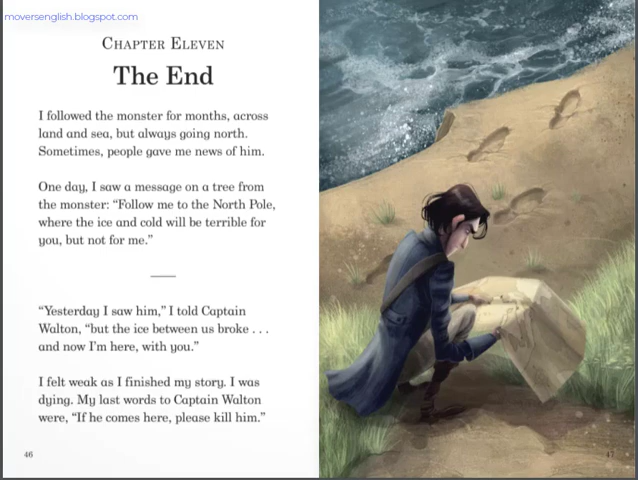 moversenglish.blogspot.com
Chapter Eleven
The End
I followed the monster for months, across
land and sea, but always going north.
Sometimes, people gave me news of him.
One day, I saw a message on a tree from
the monster: “Follow me to the North Pole,
where the ice and cold will be terrible for
you, but not for me.”
“Yesterday I saw him,” I told Captain
Walton, “but the ice between us broke . . .
and now I’m here, with you.”
I felt weak as I finished my story. I was
dying. My last words to Captain Walton
were, “If he comes here, please kill him.”
46
47